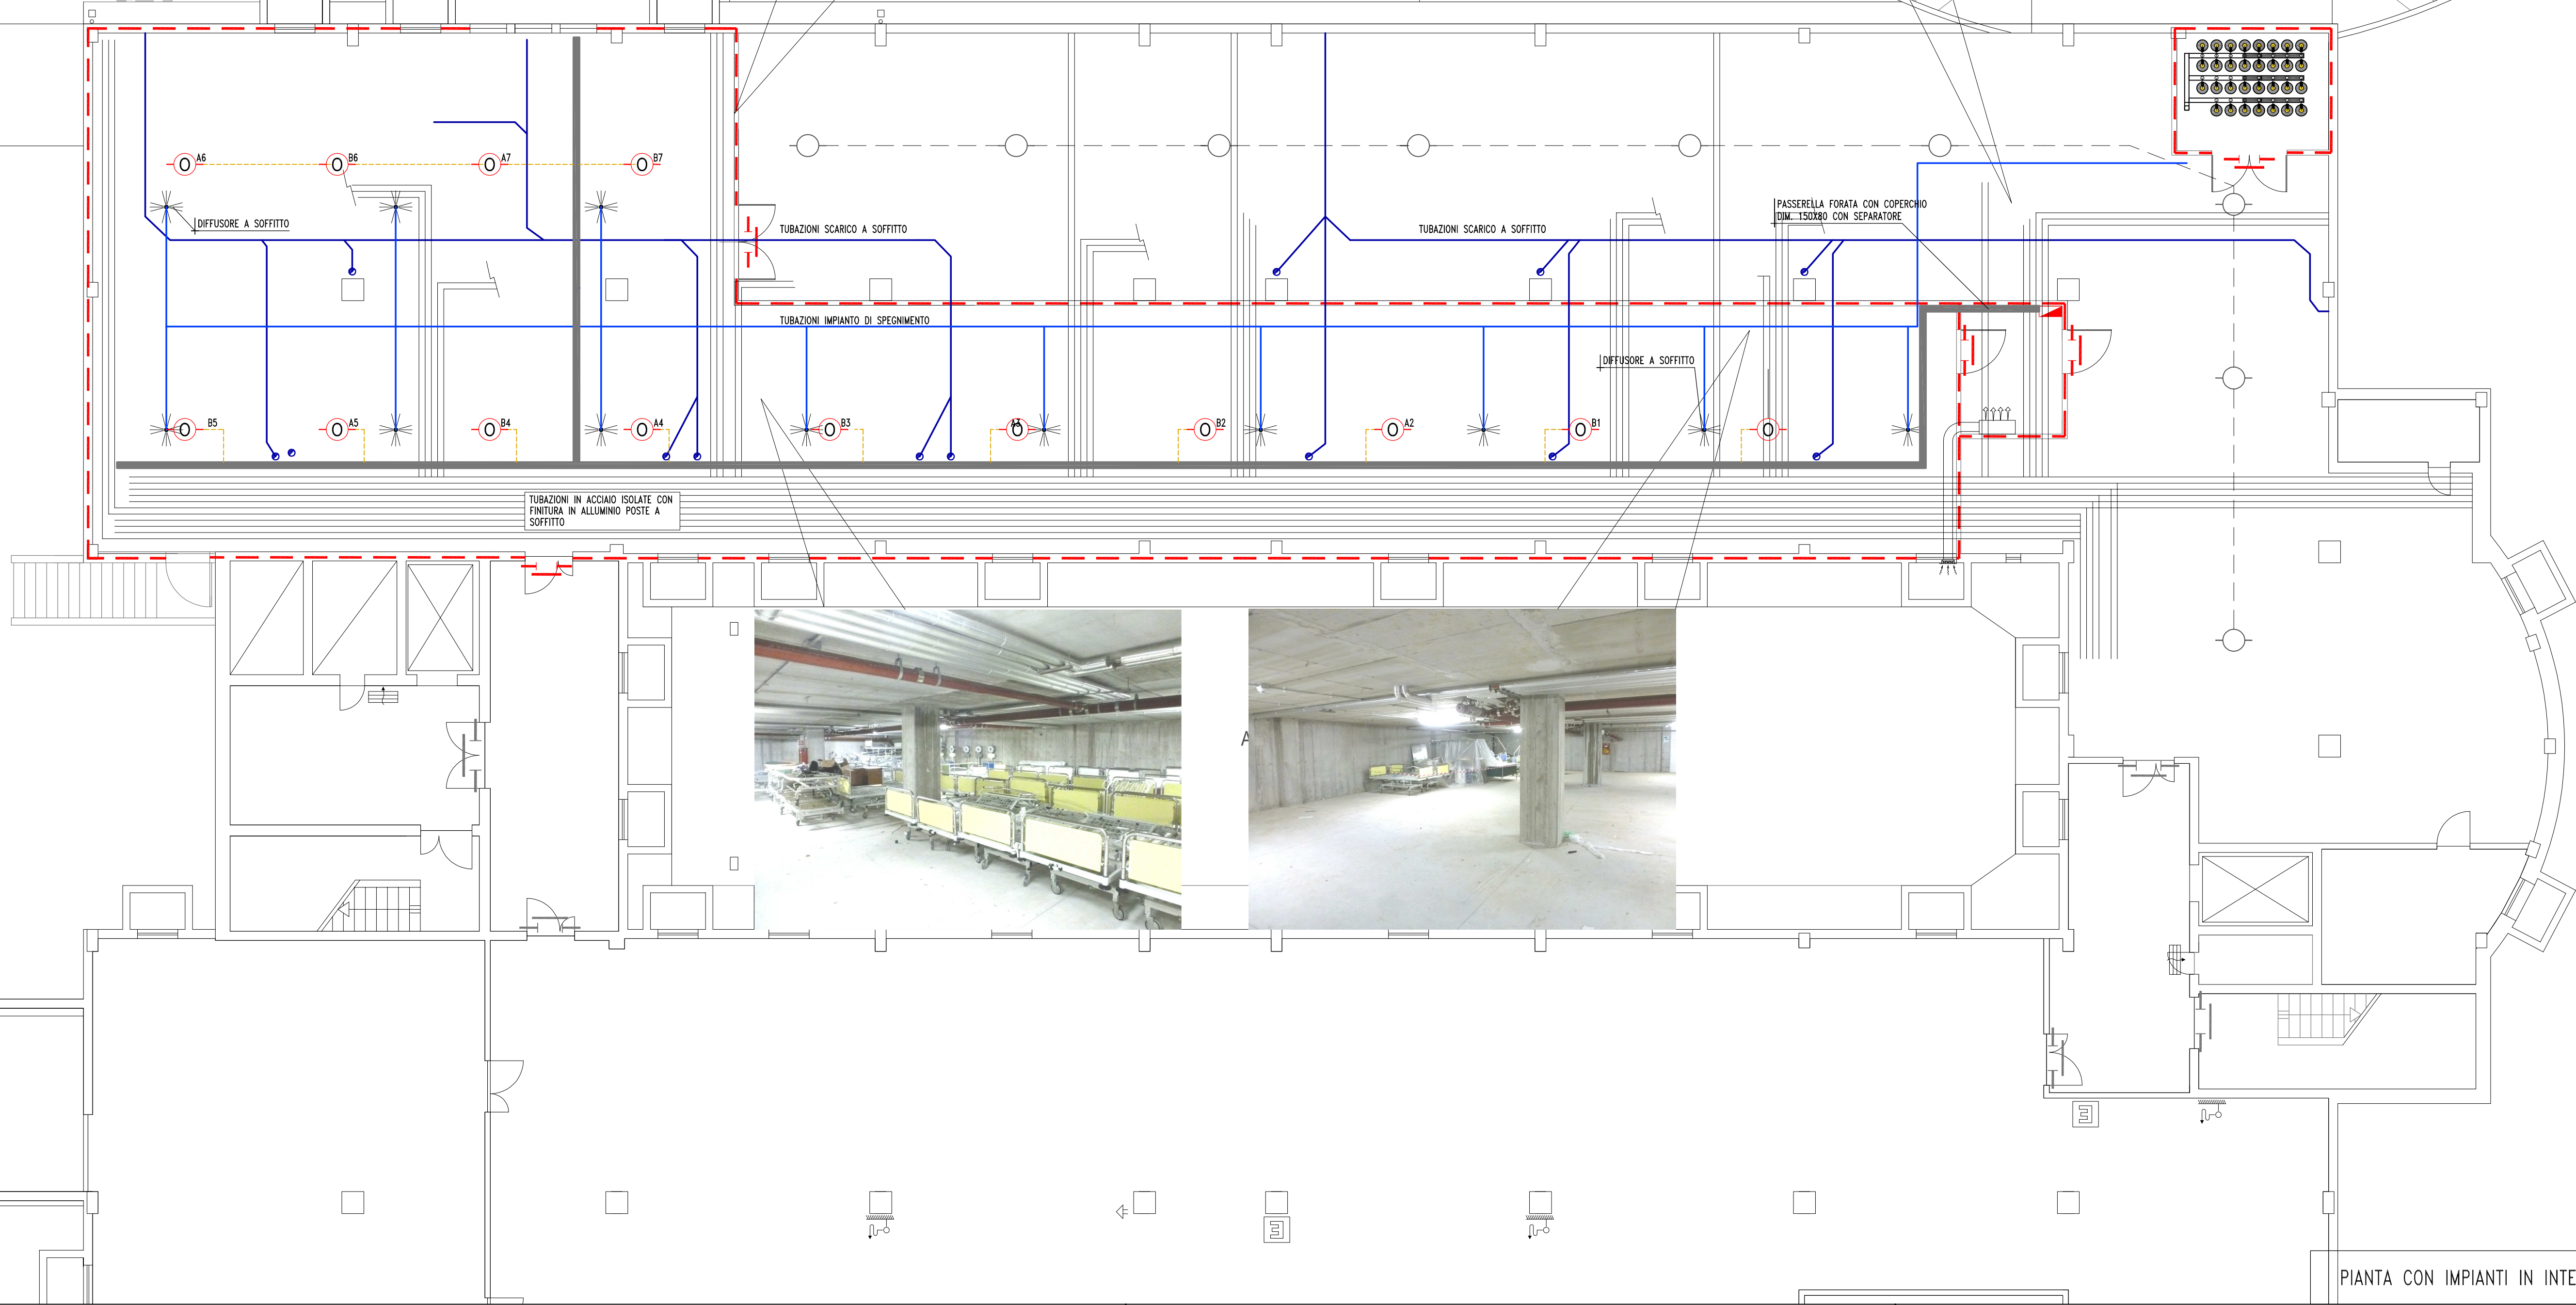 A6
B6
A7
B7
DIFFUSORE A SOFFITTO
TUBAZIONI SCARICO A SOFFITTO
TUBAZIONI SCARICO A SOFFITTO
PASSERELLA FORATA CON COPERCHIO
DIM. 150X80 CON SEPARATORE
TUBAZIONI IMPIANTO DI SPEGNIMENTO
DIFFUSORE A SOFFITTO
B5
A5
B4
A4
B3
A3
B2
A2
B1
TUBAZIONI IN ACCIAIO ISOLATE CON
FINITURA IN ALLUMINIO POSTE A
SOFFITTO
A
E
E
PIANTA CON IMPIANTI IN INTE